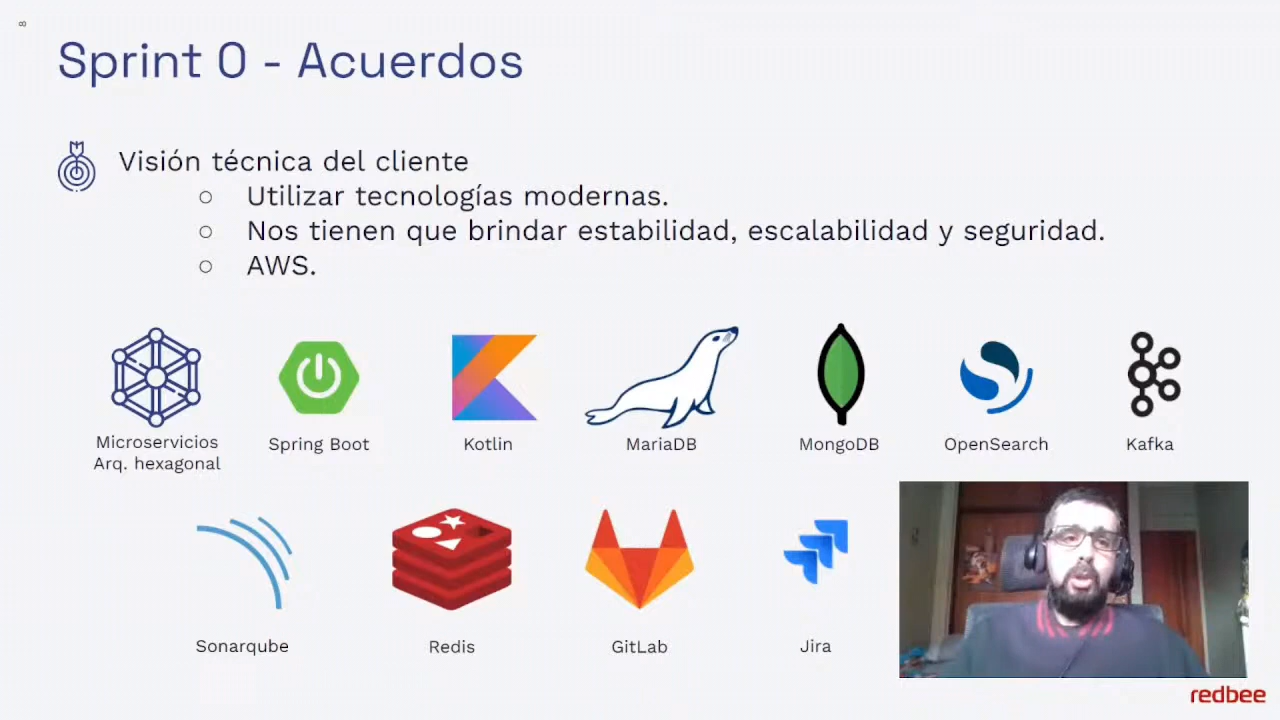 8
Sprint 0 - Acuerdos
Visión técnica del cliente
Utilizar tecnologías modernas.
Nos tienen que brindar estabilidad, escalabilidad y seguridad.
AWS.
Microservicios
Arq. hexagonal
Spring Boot
Kotlin
MariaDB
MongoDB
OpenSearch
Kafka
Sonarqube
Redis
GitLab
Jira
redbee